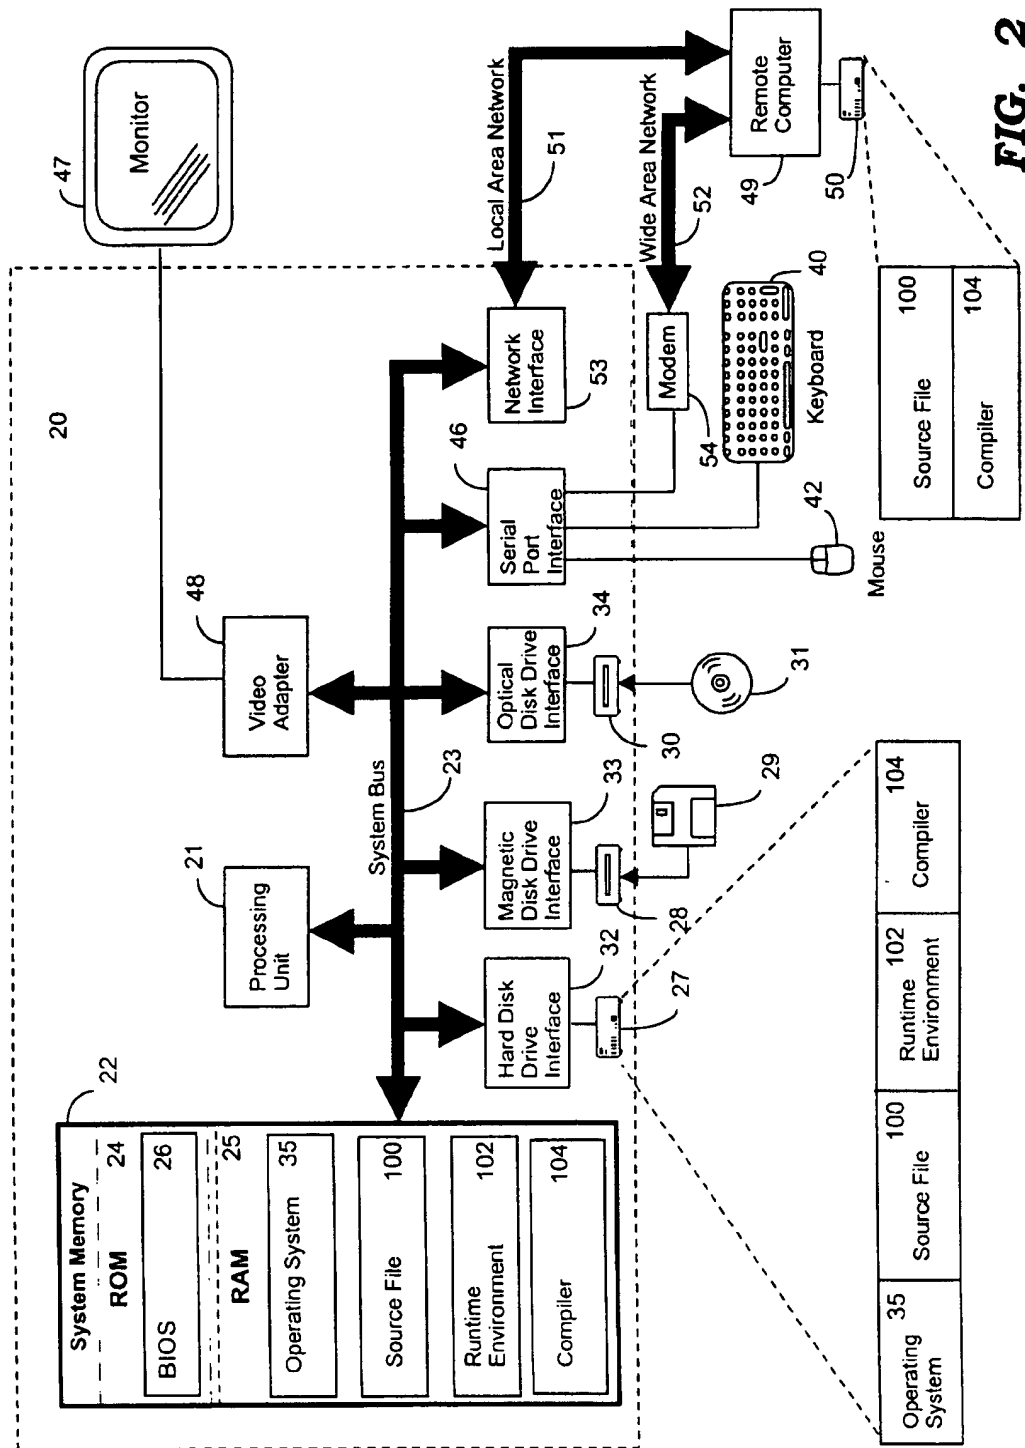 System Memory
22
ROM
24
BIOS
26
RAM
25
Operating System
35
Source File
100
Runtime
Environment
102
Compiler
104
20
Processing
Unit
21
Video
Adapter
48
Monitor
47
System Bus
23
Hard Disk
Drive
Interface
32
Magnetic
Disk Drive
Interface
33
Optical
Disk Drive
Interface
34
Serial
Port
Interface
46
Network
Interface
53
Local Area Network
51
27
28
29
30
31
Mouse
42
Keyboard
40
Modem
54
Wide Area Network
52
Remote
Computer
49
50
Operating
System
35
Source File
100
Runtime
Environment
102
Compiler
104
Source File
100
Compiler
104
FIG. 2